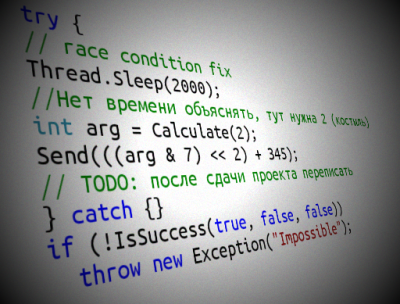 try {
// race condition fix
Thread.Sleep(2000);
//Нет времени объяснять, тут нужна 2 (костыль)
int arg = Calculate(2);
Send(((arg & 7) << 2) + 345);
// TODO: после сдачи проекта переписать
} catch {}
if (!IsSuccess(true, false, false))
throw new Exception("Impossible");